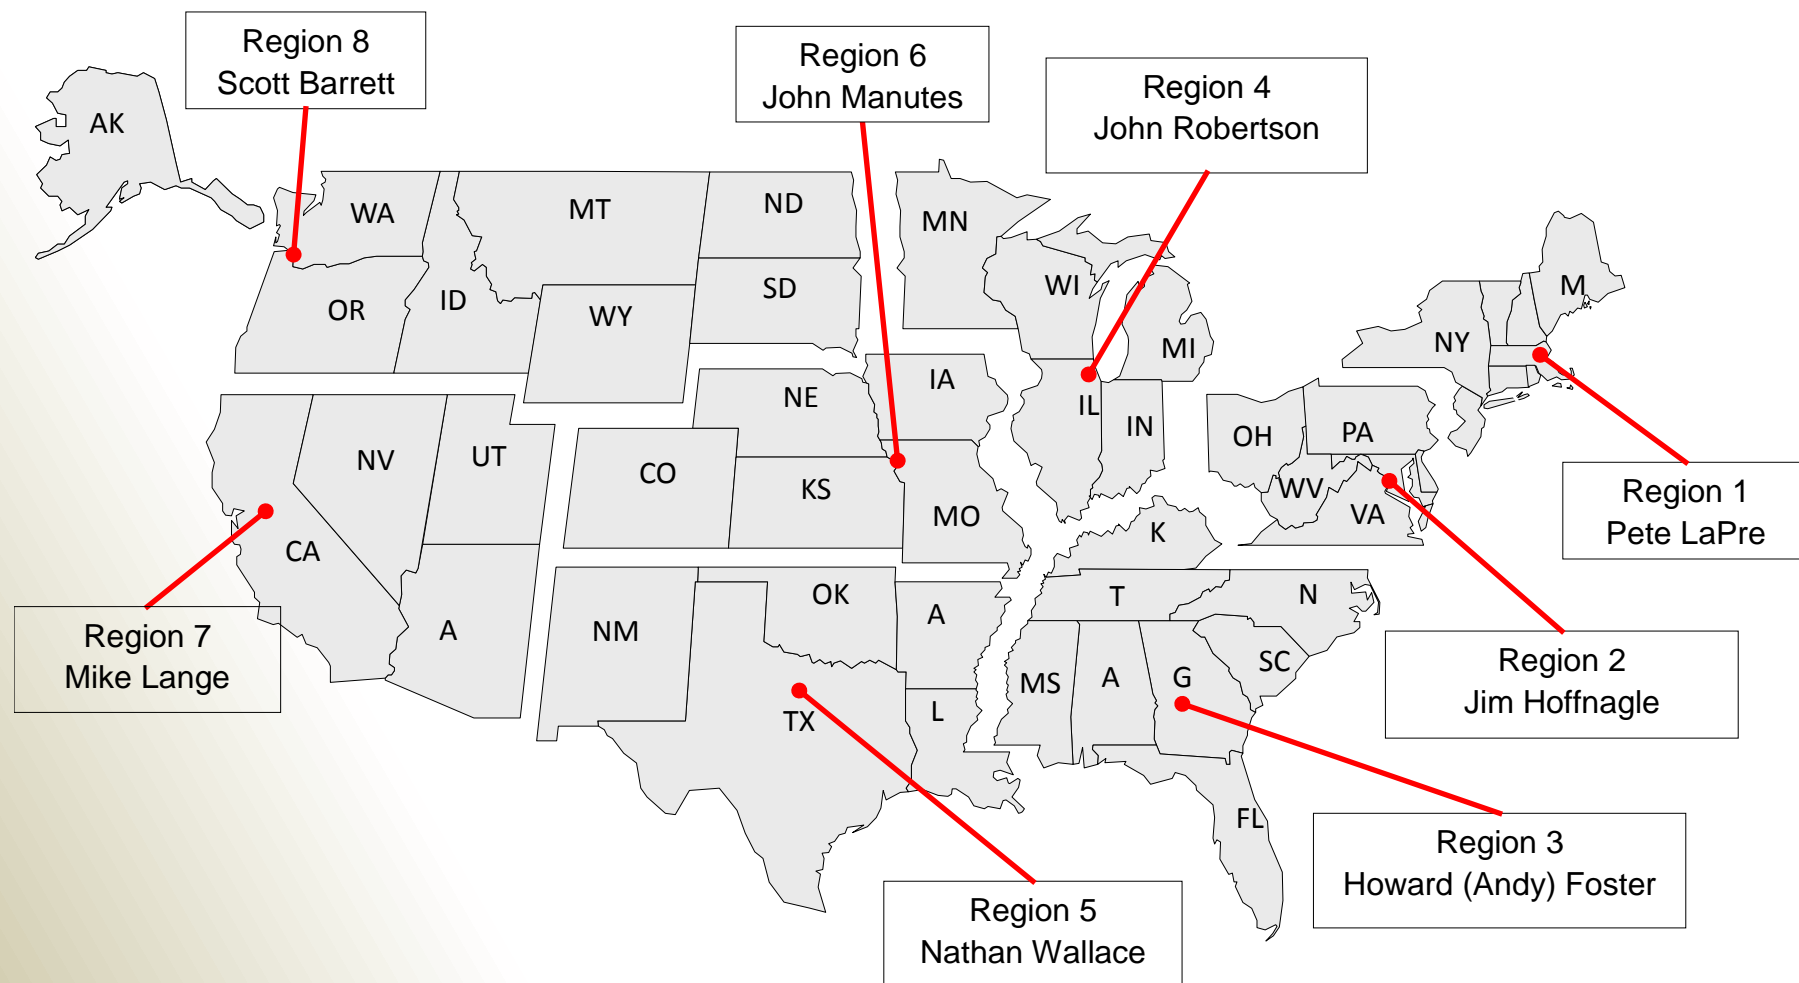 Region 8
Scott Barrett
Region 6
John Manutes
Region 4
John Robertson
AK
WA
MT
ND
MN
OR
ID
WY
SD
WI
MI
NY
M
NV
UT
CO
NE
KS
IA
MO
IL
IN
OH
PA
WV
VA
CA
A
NM
OK
A
TX
L
K
T
N
MS
A
G
SC
FL
Region 1
Pete LaPre
Region 7
Mike Lange
Region 2
Jim Hoffnagle
Region 3
Howard (Andy) Foster
Region 5
Nathan Wallace